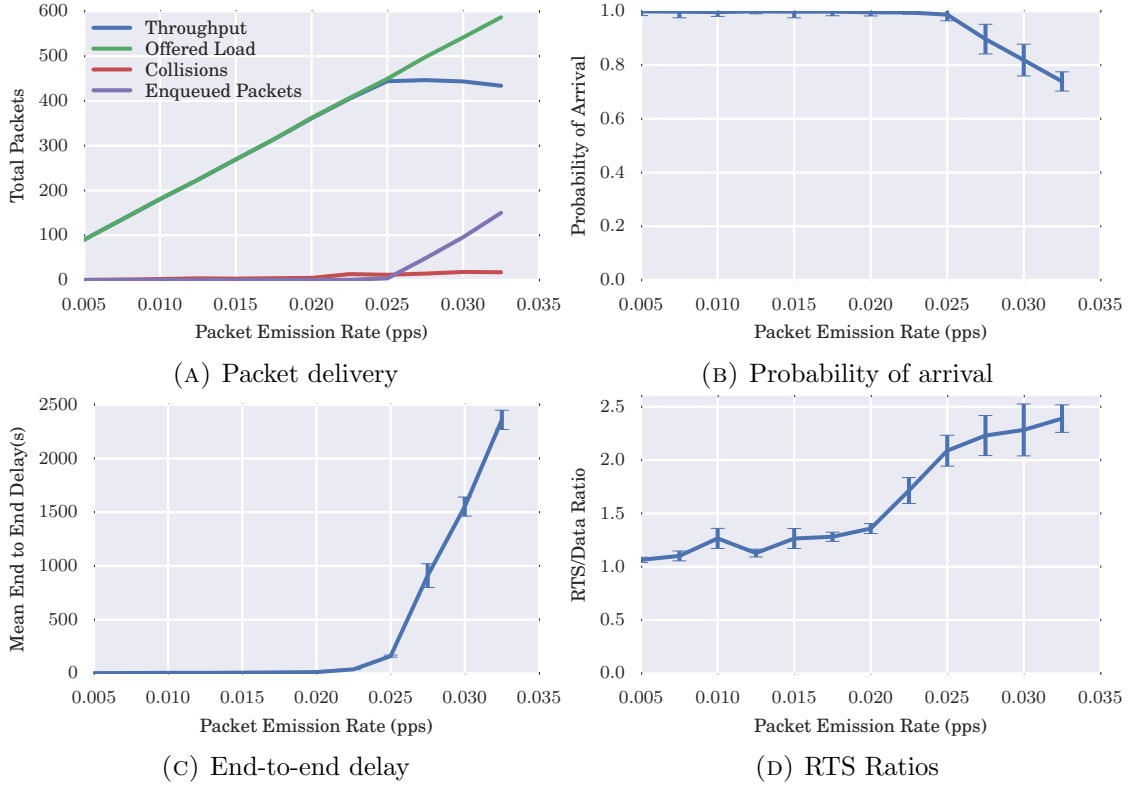 600
500
400
300
200
100
0
Total Packets
Throughput
Offered Load
Collisions
Enqueued Packets
0.005 0.010 0.015 0.020 0.025 0.030 0.035
Packet Emission Rate (pps)
(A) Packet delivery
1.0
0.8
0.6
0.4
0.2
0.0
Probability of Arrival
0.005 0.010 0.015 0.020 0.025 0.030 0.035
Packet Emission Rate (pps)
(B) Probability of arrival
2500
2000
1500
1000
500
0
Mean End to End Delay(s)
0.005 0.010 0.015 0.020 0.025 0.030 0.035
Packet Emission Rate (pps)
(C) End-to-end delay
2.5
2.0
1.5
1.0
0.5
0.0
RTS/Data Ratio
0.005 0.010 0.015 0.020 0.025 0.030 0.035
Packet Emission Rate (pps)
(D) RTS Ratios